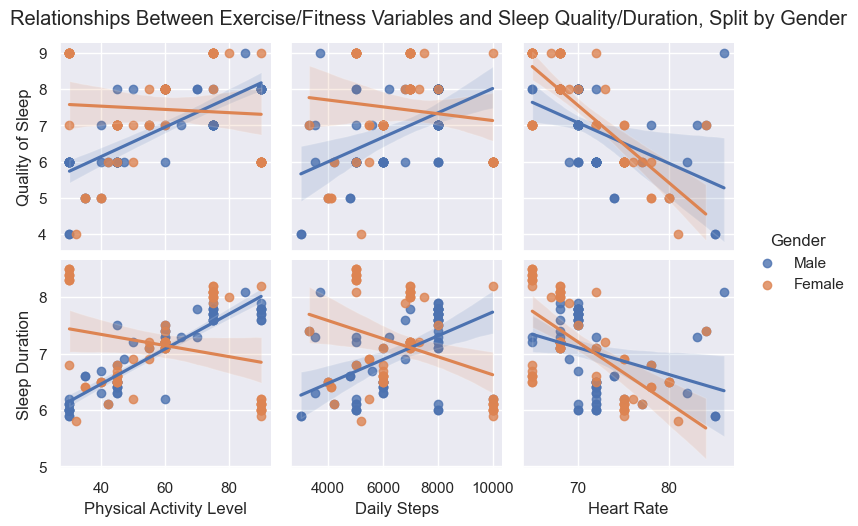 Relationships Between Exercise/Fitness Variables and Sleep Quality/Duration, Split by Gender
9
8
7
6
5
4
Quality of Sleep
Gender
Male
Female
8
7
6
5
Sleep Duration
40 60 80
4000 6000 8000 10000
70 80
Physical Activity Level
Daily Steps
Heart Rate